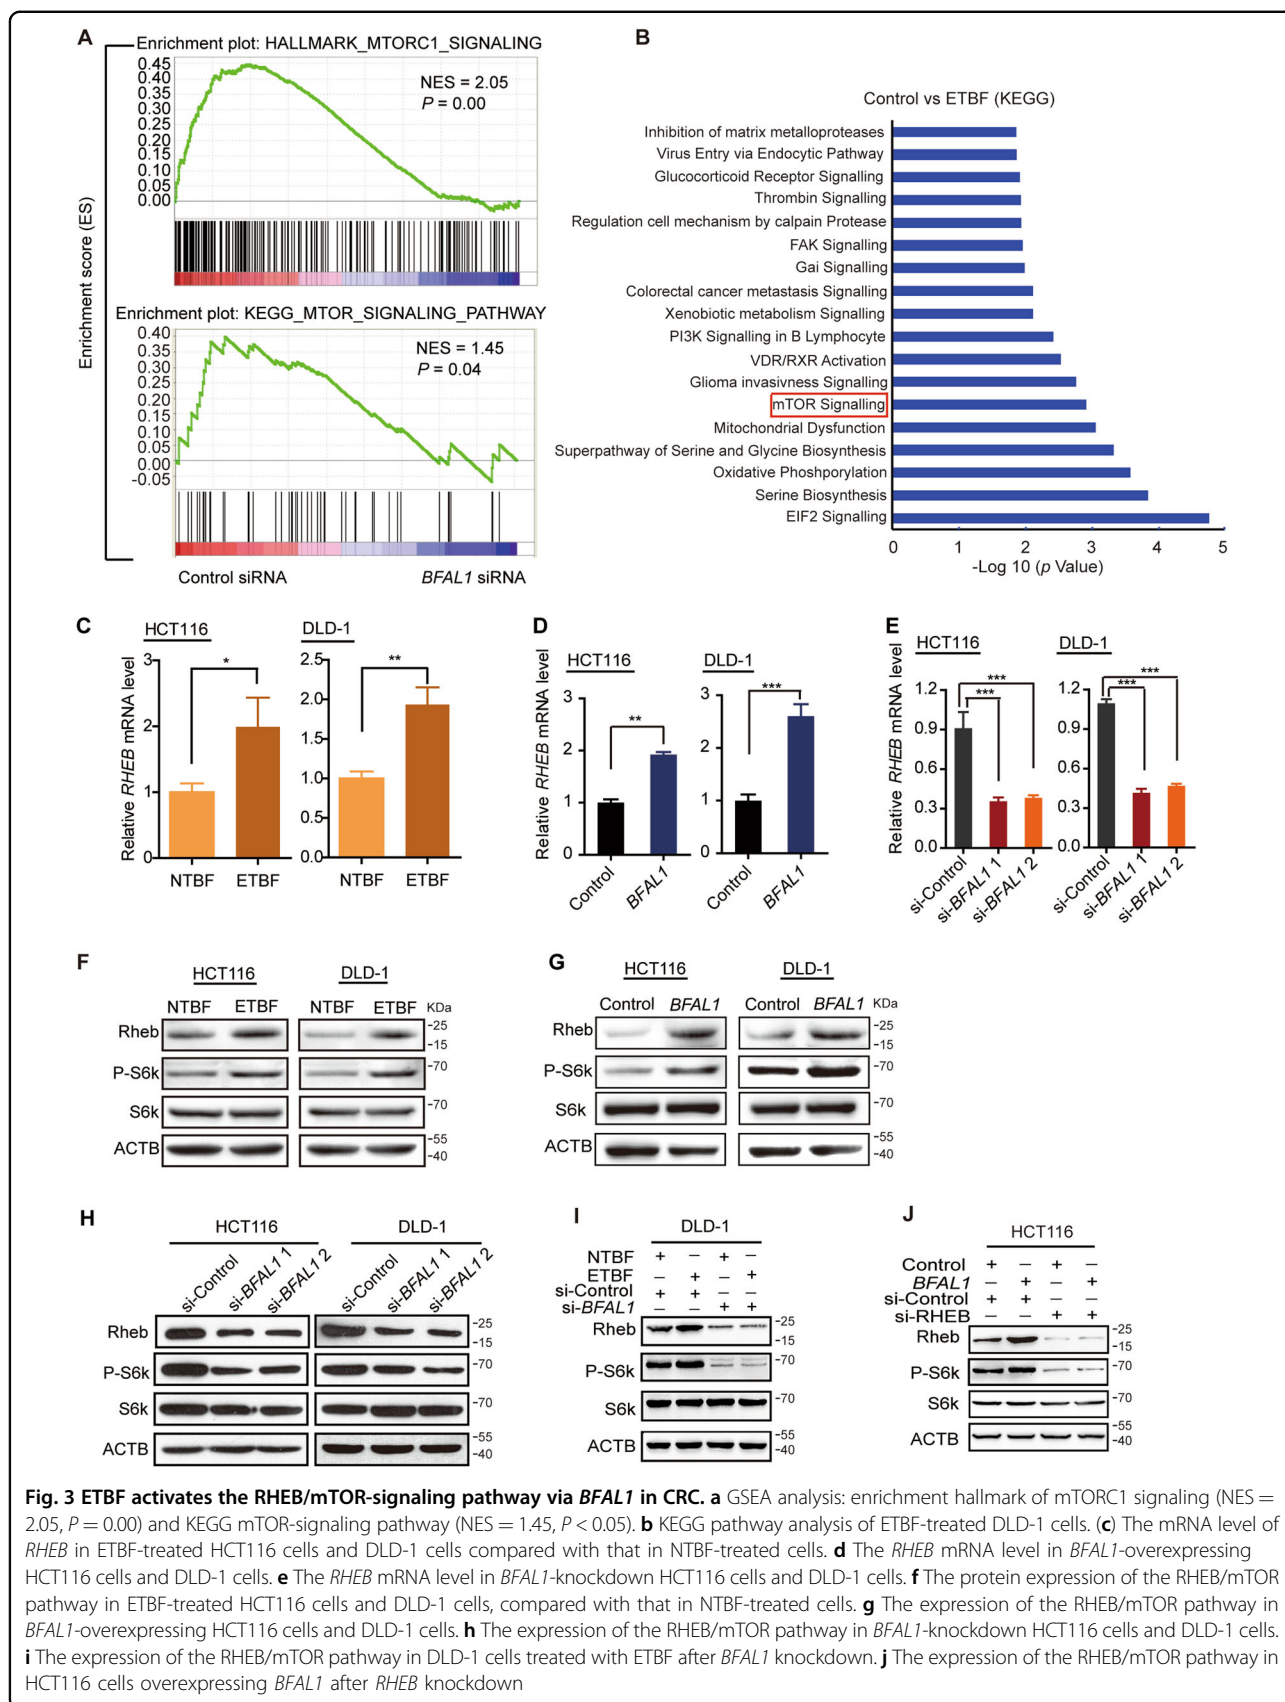 A
Enrichment plot: HALLMARK_MTORC1_SIGNALING
Enrichment score (ES)
0.45
0.40
0.35
0.30
0.25
0.20
0.15
0.10
0.05
0.00
NES = 2.05
P = 0.00
Enrichment plot: KEGG_MTOR_SIGNALING_PATHWAY
0.40
0.35
0.30
0.25
0.20
0.15
0.10
0.05
0.00
-0.05
NES = 1.45
P = 0.04
Control siRNA BFAL1 siRNA
B
Control vs ETBF (KEGG)
Inhibition of matrix metalloproteases
Virus Entry via Endocytic Pathway
Glucocorticoid Receptor Signalling
Thrombin Signalling
Regulation cell mechanism by calpain Protease
FAK Signalling
Gai Signalling
Colorectal cancer metastasis Signalling
Xenobiotic metabolism Signalling
PI3K Signalling in B Lymphocyte
VDR/RXR Activation
Glioma invasivness Signalling
mTOR Signalling
Mitochondrial Dysfunction
Superpathway of Serine and Glycine Biosynthesis
Oxidative Phoshporylation
Serine Biosynthesis
EIF2 Signalling
0 1 2 3 4 5
-Log 10 (p Value)
C
HCT116
Relative RHEB mRNA level
3
2
1
0
*
NTBF ETBF
DLD-1
2.5
2.0
1.5
1.0
0.5
0.0
**
NTBF ETBF
D
HCT116
Relative RHEB mRNA level
3
2
1
0
**
Control BFAL1
DLD-1
3
2
1
0
***
Control BFAL1
E
HCT116
Relative RHEB mRNA level
1.2
0.9
0.6
0.3
0.0
***
***
si-Control si-BFAL1 1 si-BFAL1 2
DLD-1
1.2
0.9
0.6
0.3
0.0
***
***
si-Control si-BFAL1 1 si-BFAL1 2
F
HCT116 DLD-1
NTBF ETBF NTBF ETBF KDa
Rheb -25
-15
P-S6k -70
S6k -70
ACTB -55
-40
G
HCT116 DLD-1
Control BFAL1 Control BFAL1 KDa
Rheb -25
-15
P-S6k -70
S6k -70
ACTB -55
-40
H
HCT116 DLD-1
si-Control si-BFAL1 1 si-BFAL1 2 si-Control si-BFAL1 1 si-BFAL1 2
Rheb -25
-15
P-S6k -70
S6k -70
ACTB -55
-40
I
DLD-1
NTBF + − + −
ETBF − + − +
si-Control + + − −
si-BFAL1 − − + +
Rheb -25
-15
P-S6k -70
S6k -70
ACTB -55
-40
J
HCT116
Control + − + −
BFAL1 − + − +
si-Control + + − −
si-RHEB − − + +
Rheb -25
-15
P-S6k -70
S6k -70
ACTB -55
-40
Fig. 3 ETBF activates the RHEB/mTOR-signaling pathway via BFAL1 in CRC. a GSEA analysis: enrichment hallmark of mTORC1 signaling (NES =
2.05, P = 0.00) and KEGG mTOR-signaling pathway (NES = 1.45, P < 0.05). b KEGG pathway analysis of ETBF-treated DLD-1 cells. (c) The mRNA level of
RHEB in ETBF-treated HCT116 cells and DLD-1 cells compared with that in NTBF-treated cells. d The RHEB mRNA level in BFAL1-overexpressing
HCT116 cells and DLD-1 cells. e The RHEB mRNA level in BFAL1-knockdown HCT116 cells and DLD-1 cells. f The protein expression of the RHEB/mTOR
pathway in ETBF-treated HCT116 cells and DLD-1 cells, compared with that in NTBF-treated cells. g The expression of the RHEB/mTOR pathway in
BFAL1-overexpressing HCT116 cells and DLD-1 cells. h The expression of the RHEB/mTOR pathway in BFAL1-knockdown HCT116 cells and DLD-1 cells.
i The expression of the RHEB/mTOR pathway in DLD-1 cells treated with ETBF after BFAL1 knockdown. j The expression of the RHEB/mTOR pathway in
HCT116 cells overexpressing BFAL1 after RHEB knockdown